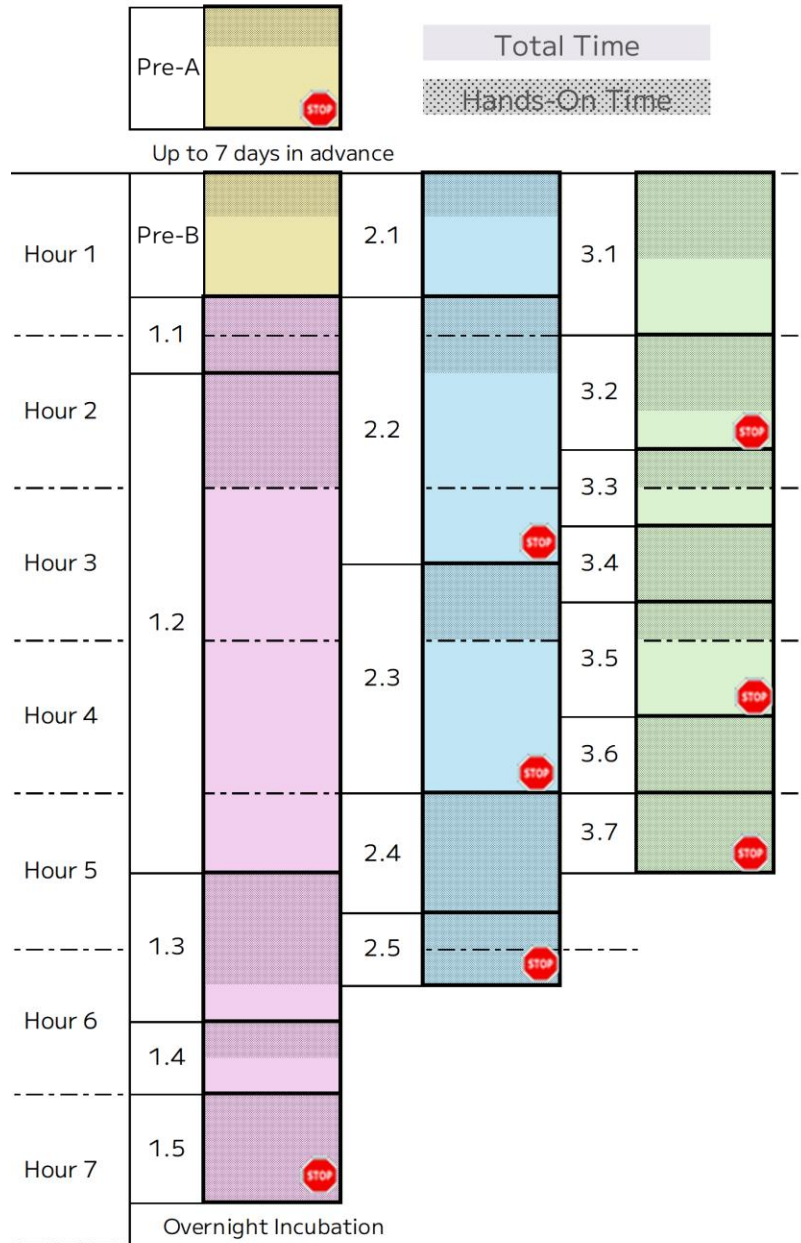 Pre-A
STOP
Total Time
Hands-On Time
Up to 7 days in advance
Hour 1
Pre-B
2.1
3.1
1.1
Hour 2
2.2
3.2
STOP
3.3
Hour 3
STOP
3.4
1.2
2.3
3.5
STOP
Hour 4
STOP
3.6
Hour 5
2.4
3.7
STOP
1.3
2.5
STOP
Hour 6
1.4
Hour 7
1.5
STOP
Overnight Incubation